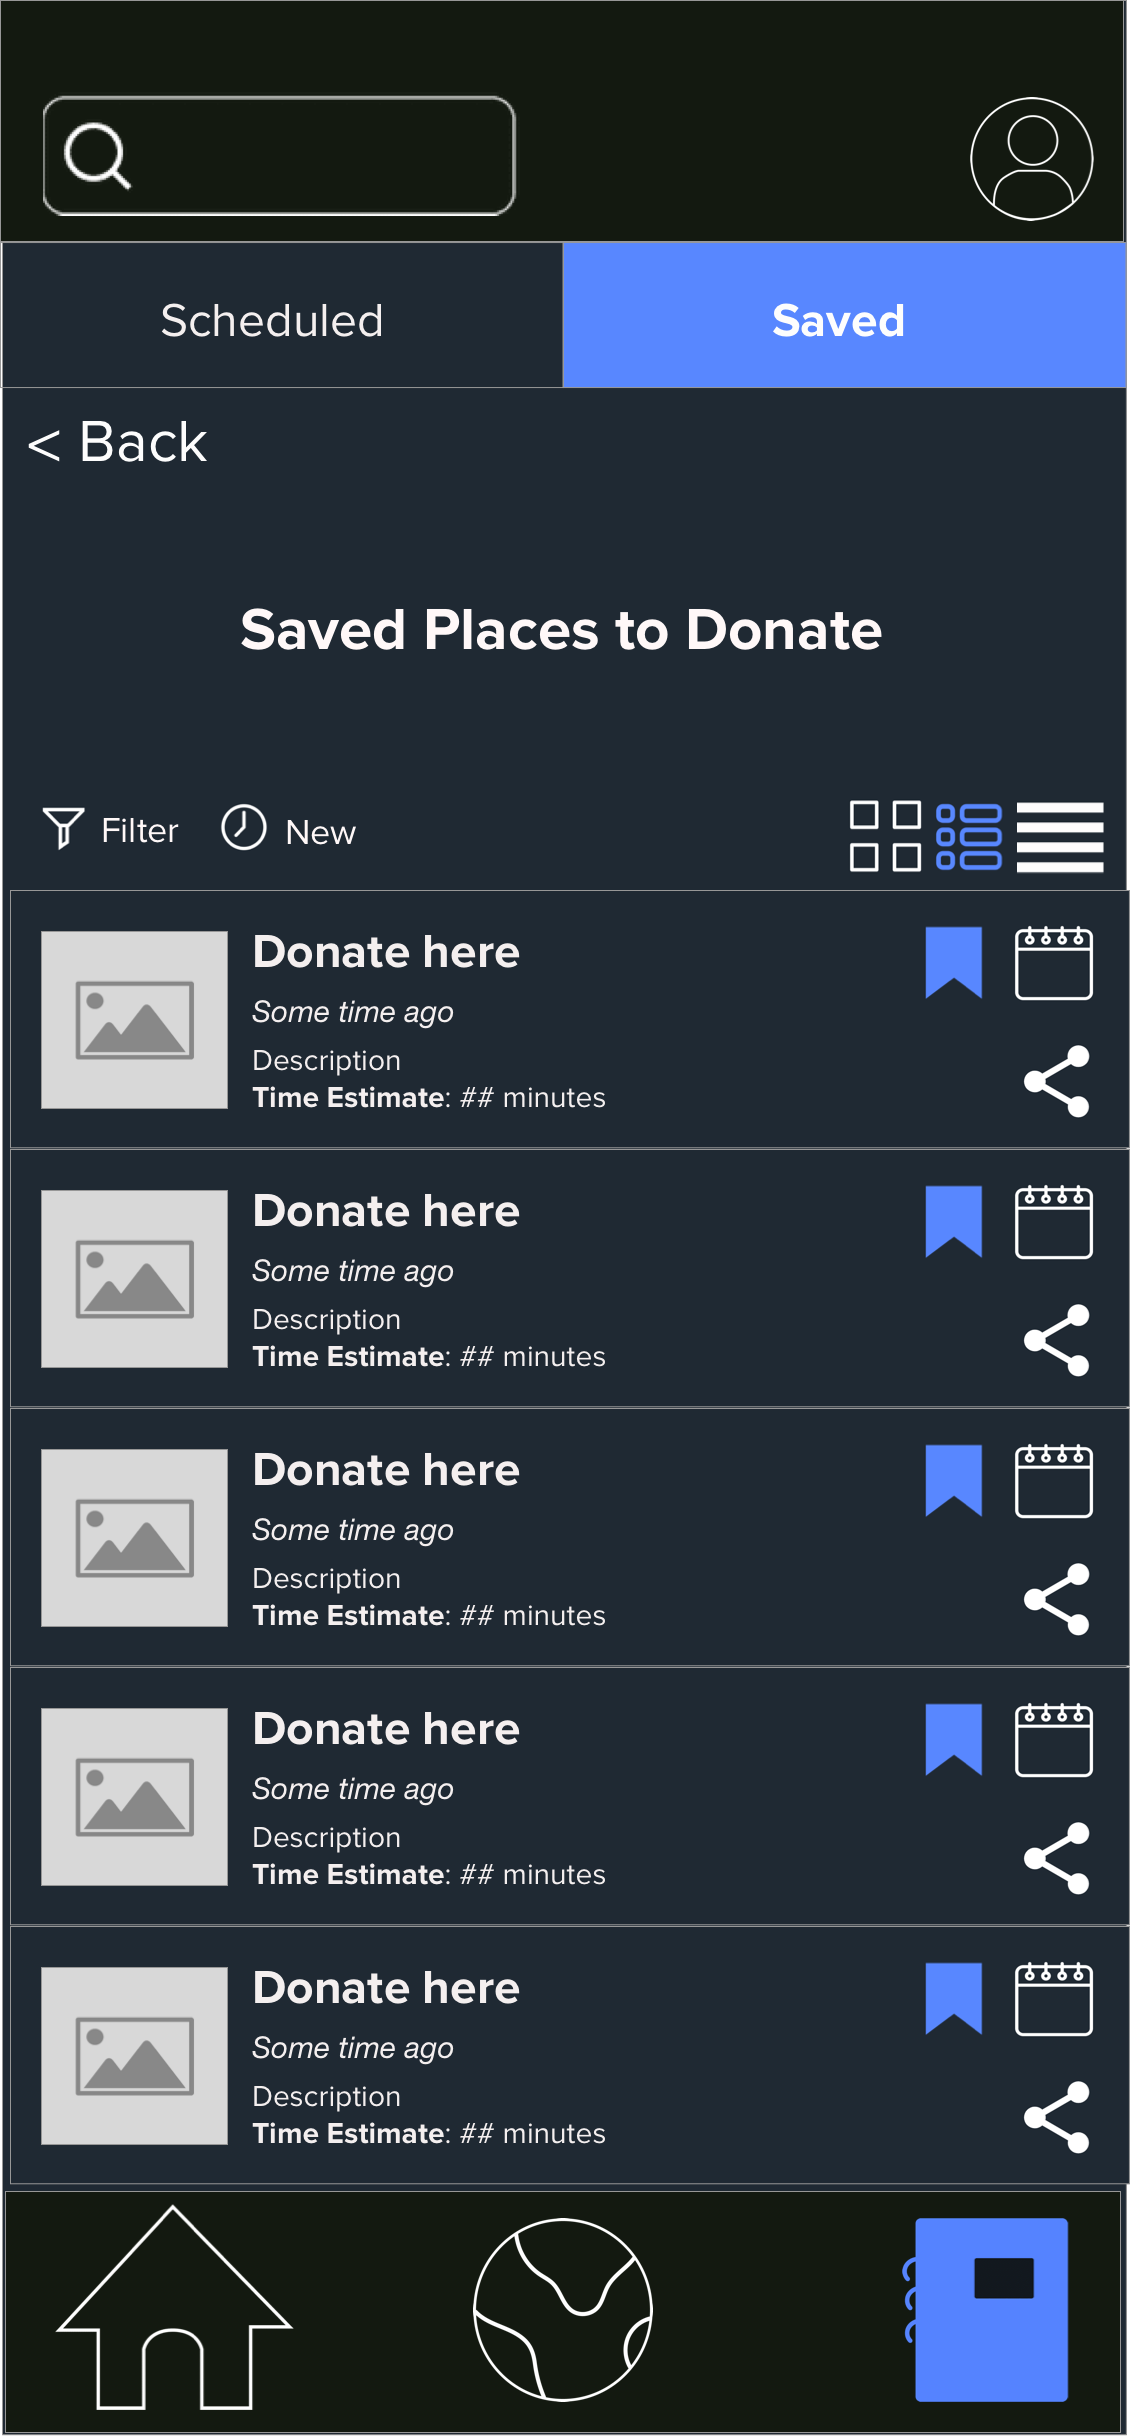 Scheduled
Saved
< Back
Saved Places to Donate
Filter
New
Donate here
Some time ago
Description
Time Estimate: ## minutes
Donate here
Some time ago
Description
Time Estimate: ## minutes
Donate here
Some time ago
Description
Time Estimate: ## minutes
Donate here
Some time ago
Description
Time Estimate: ## minutes
Donate here
Some time ago
Description
Time Estimate: ## minutes